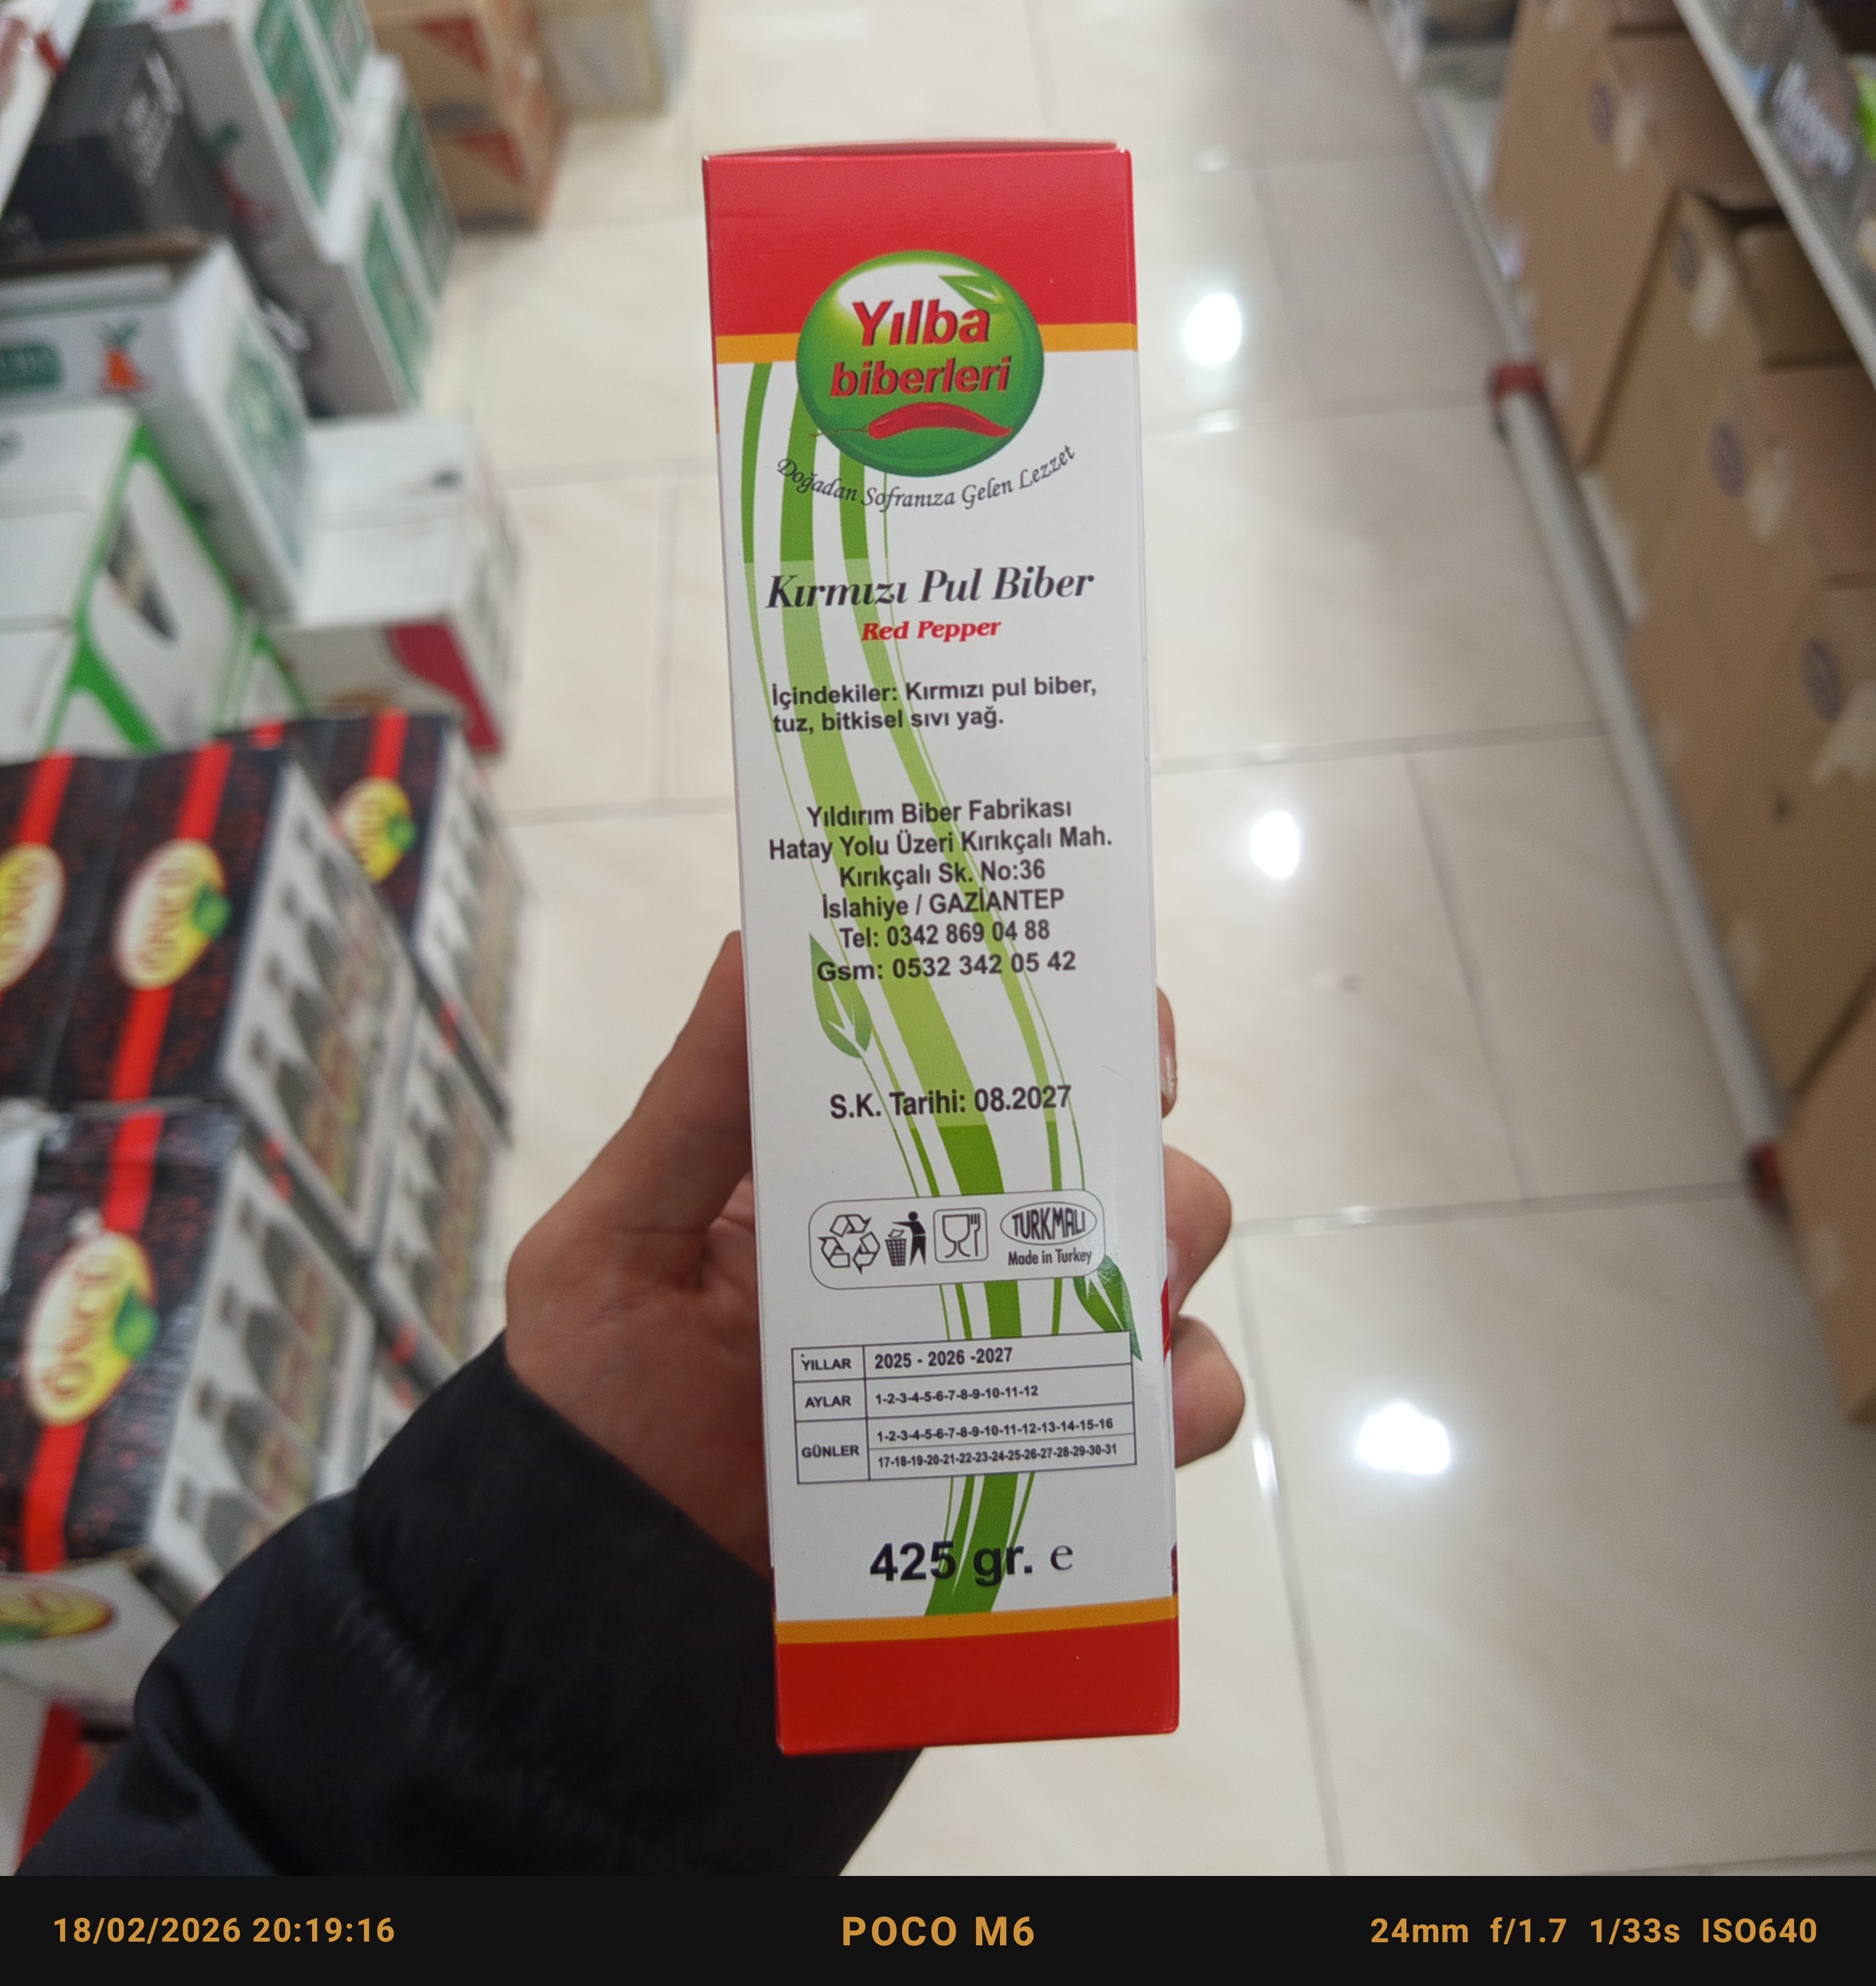 Yılba
biberleri
Doğadan Sofranıza Gelen Lezzet
Kırmızı Pul Biber
Red Pepper
İçindekiler: Kırmızı pul biber,
tuz, bitkisel sıvı yağ.
Yıldırım Biber Fabrikası
Hatay Yolu Üzeri Kırıkçalı Mah.
Kırıkçalı Sk. No:36
İslahiye / GAZİANTEP
Tel: 0342 869 04 88
Gsm: 0532 342 05 42
S.K. Tarihi: 08.2027
TURKMALI
Made in Turkey
YILLAR 2025 - 2026 -2027
AYLAR 1-2-3-4-5-6-7-8-9-10-11-12
GÜNLER 1-2-3-4-5-6-7-8-9-10-11-12-13-14-15-16
17-18-19-20-21-22-23-24-25-26-27-28-29-30-31
425 gr. e
ÖNCÜ
ÖNCÜ
18/02/2026 20:19:16 POCO M6 24mm f/1.7 1/33s ISO640